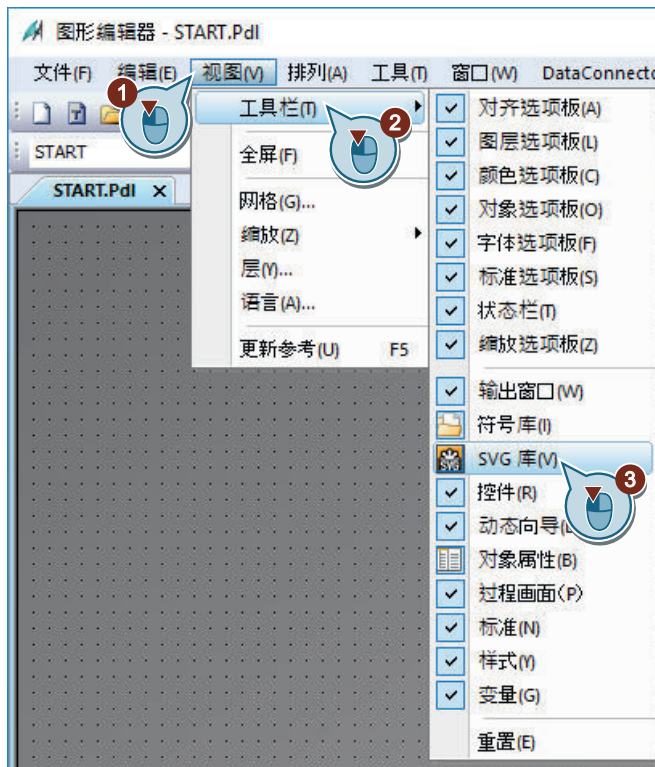 图形编辑器 - START.Pdl
文件(F) 编辑(E) 视图(V) 排列(A) 工具(T) 窗口(W) DataConnecto
1
工具栏(T)
2
全屏(F)
网格(G)...
缩放(Z)
层(Y)...
语言(A)...
更新参考(U) F5
START
START.Pdl X
对齐选项板(A)
图层选项板(L)
颜色选项板(C)
对象选项板(O)
字体选项板(F)
标准选项板(S)
状态栏(T)
缩放选项板(Z)
输出窗口(W)
符号库(I)
SVG
SVG 库(V)
3
控件(R)
动态向导
对象属性(B)
过程画面(P)
标准(N)
样式(Y)
变量(G)
重置(E)